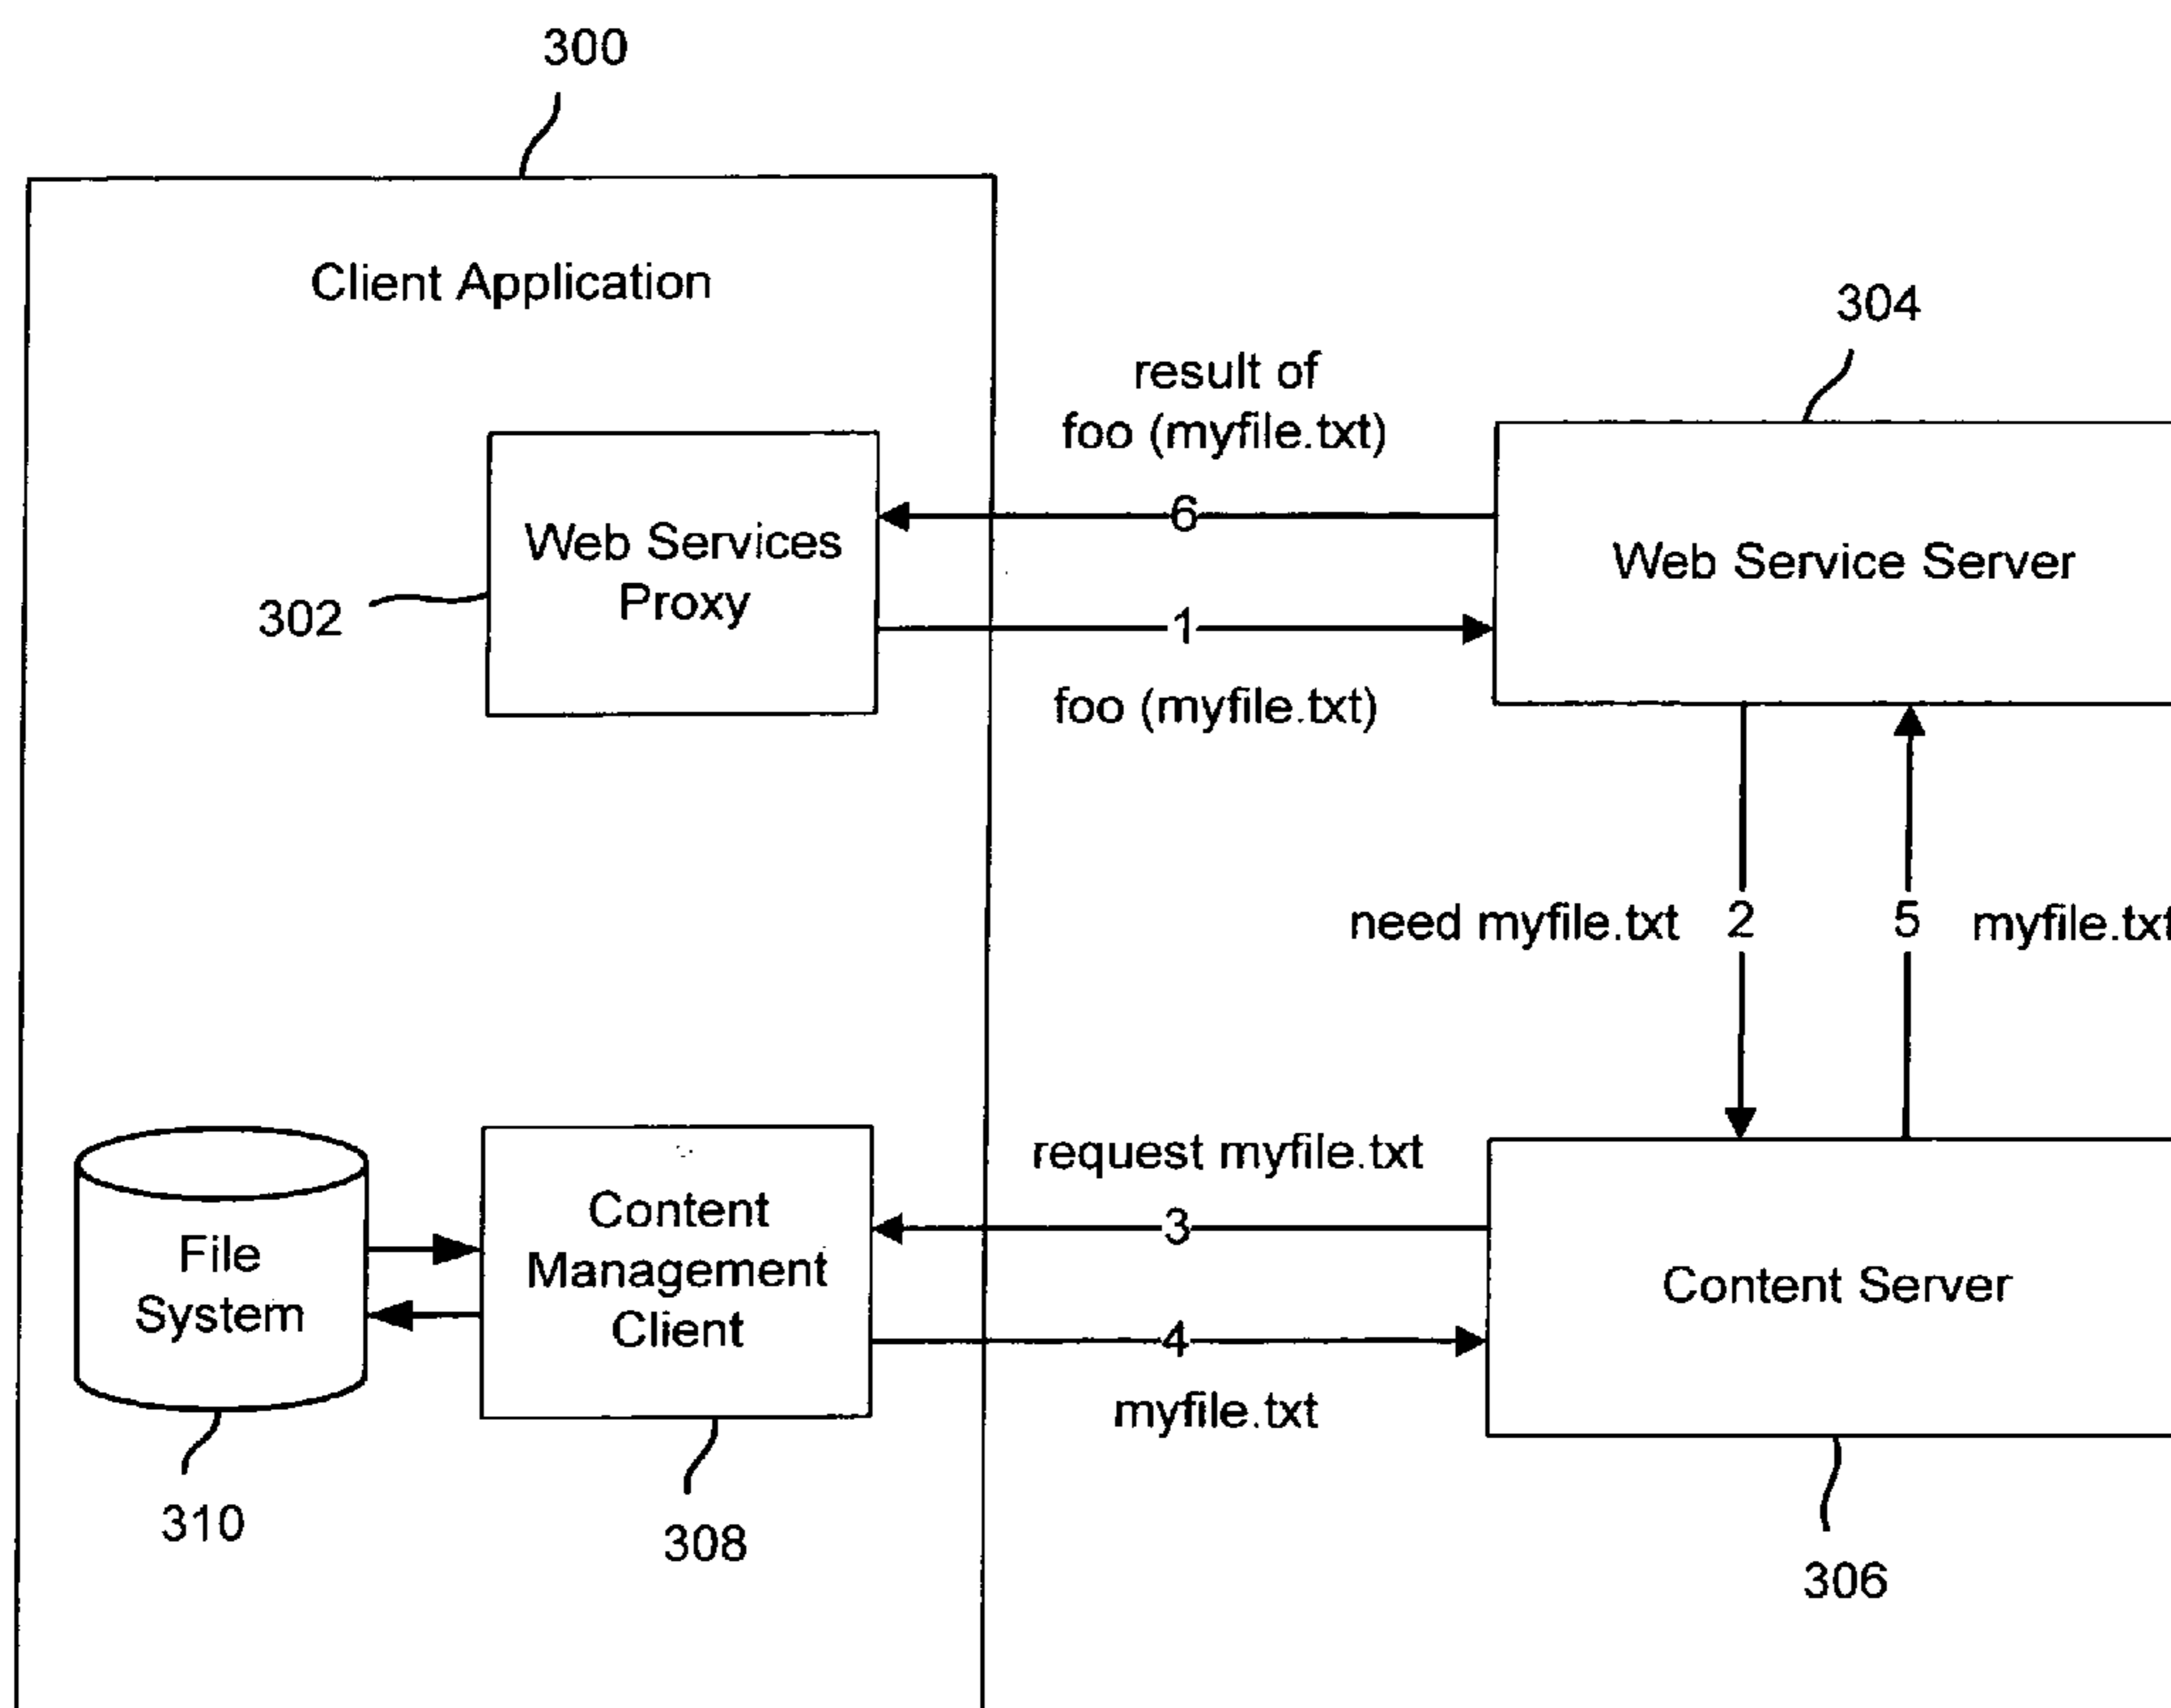 300
Client Application
304
result of
foo (myfile.txt)
6
Web Services
Proxy
Web Service Server
302
1
foo (myfile.txt)
need myfile.txt
2
5
myfile.txt
request myfile.txt
Content
Management
Client
3
File
System
Content Server
4
myfile.txt
310
308
306